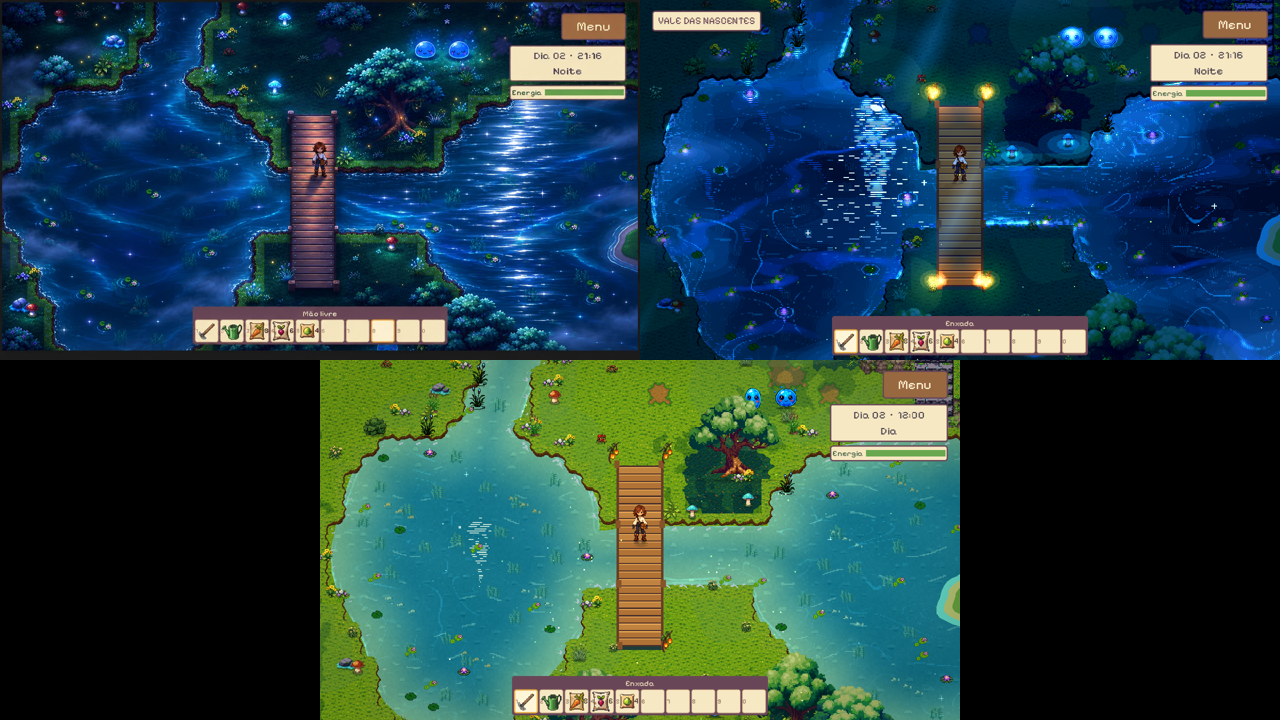 Menu
Dia 02 · 21:16
Noite
Energia
Mão livre
VALE DAS NASCENTES
Menu
Dia 02 · 21:16
Noite
Energia
Enxada
Menu
Dia 02 · 12:00
Dia
Energia
Enxada